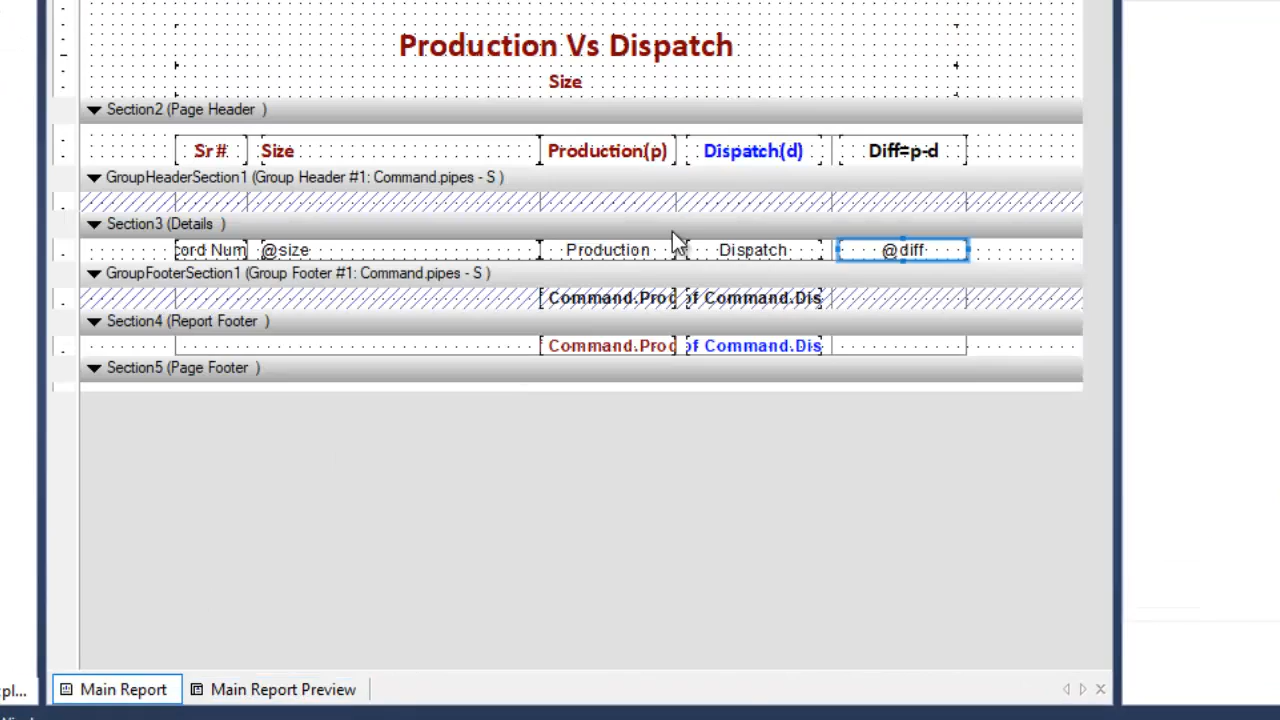 Production Vs Dispatch
Size
Section2 (Page Header )
Sr # Size Production(p) Dispatch(d) Diff=p-d
GroupHeaderSection1 (Group Header #1: Command.pipes - S )
Section3 (Details )
cord Num @size Production Dispatch @diff
GroupFooterSection1 (Group Footer #1: Command.pipes - S )
Command.Prod of Command.Dis
Section4 (Report Footer )
Command.Prod of Command.Dis
Section5 (Page Footer )
pl... Main Report Main Report Preview